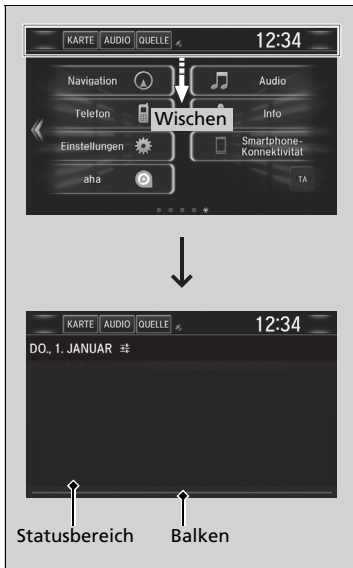 KARTE AUDIO QUELLE 12:34
Navigation Audio
Telefon Info
Wischen
Einstellungen Smartphone-
Konnektivität
aha TA
KARTE AUDIO QUELLE 12:34
DO., 1. JANUAR
Statusbereich Balken